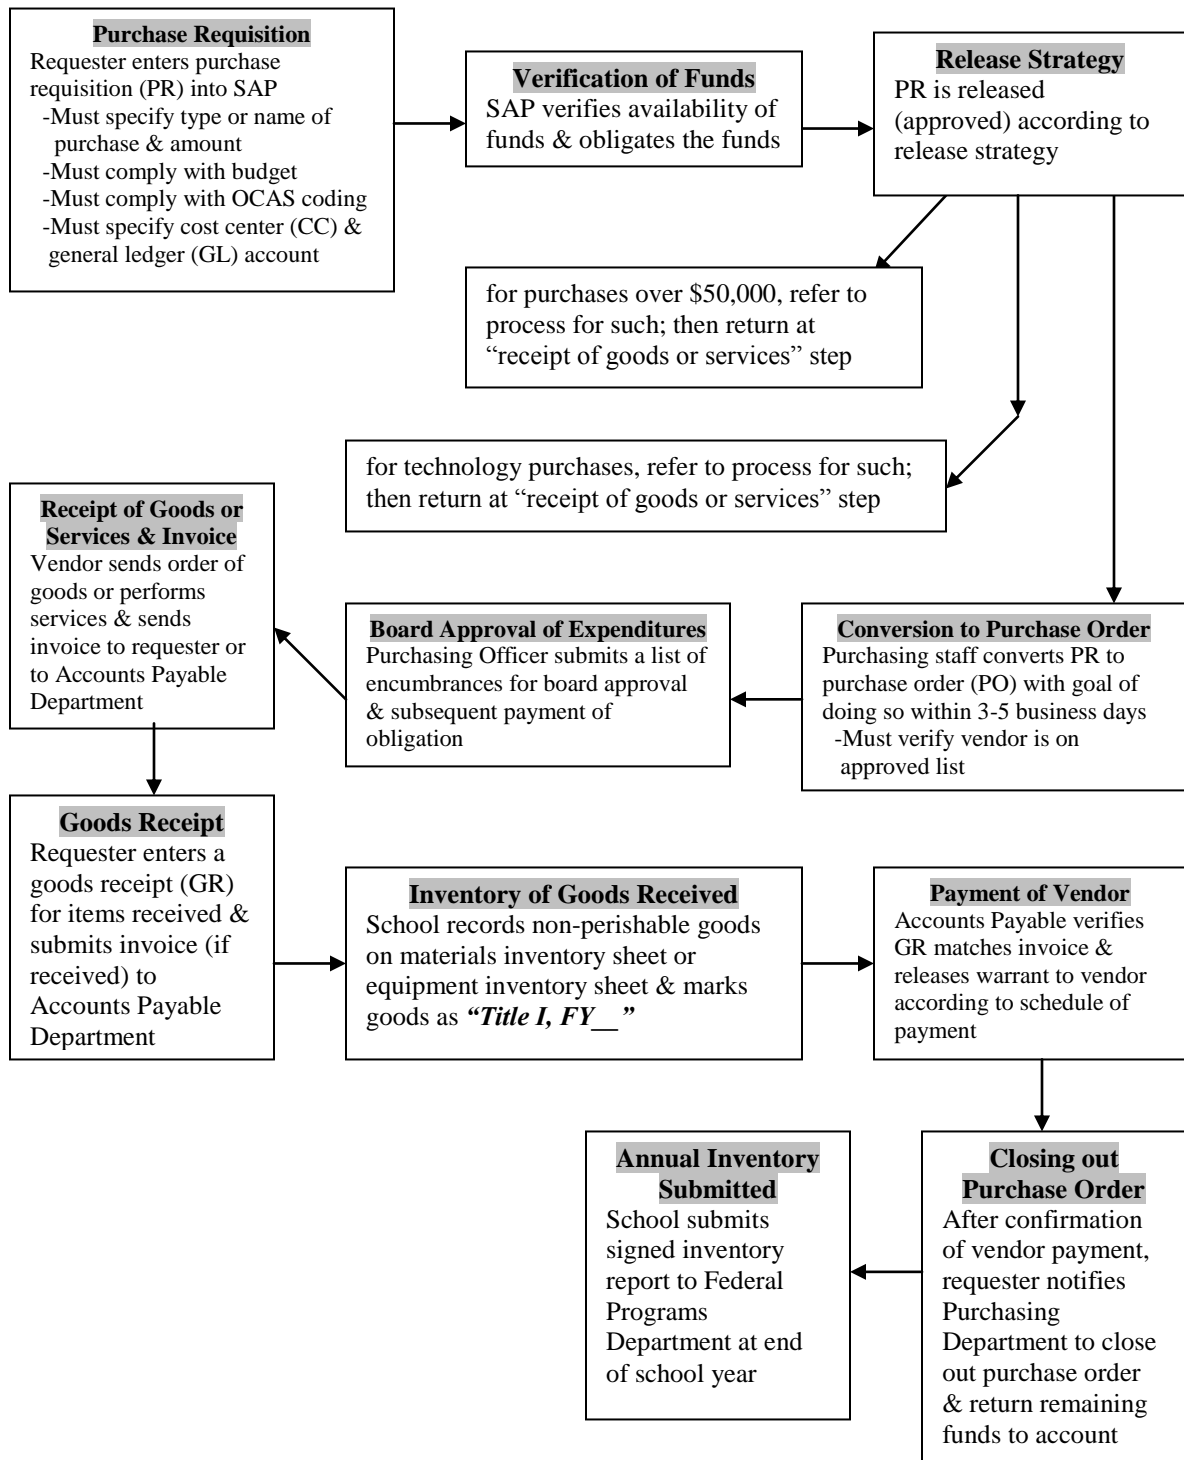 Purchase Requisition
Requester enters purchase
requisition (PR) into SAP
-Must specify type or name of
purchase & amount
-Must comply with budget
-Must comply with OCAS coding
-Must specify cost center (CC) &
general ledger (GL) account
Verification of Funds
SAP verifies availability of
funds & obligates the funds
Release Strategy
PR is released
(approved) according to
release strategy
for purchases over $50,000, refer to
process for such; then return at
“receipt of goods or services” step
for technology purchases, refer to process for such;
then return at “receipt of goods or services” step
Conversion to Purchase Order
Purchasing staff converts PR to
purchase order (PO) with goal of
doing so within 3-5 business days
-Must verify vendor is on
approved list
Board Approval of Expenditures
Purchasing Officer submits a list of
encumbrances for board approval
& subsequent payment of
obligation
Receipt of Goods or
Services & Invoice
Vendor sends order of
goods or performs
services & sends
invoice to requester or
to Accounts Payable
Department
Goods Receipt
Requester enters a
goods receipt (GR)
for items received &
submits invoice (if
received) to
Accounts Payable
Department
Inventory of Goods Received
School records non-perishable goods
on materials inventory sheet or
equipment inventory sheet & marks
goods as “Title I, FY__”
Payment of Vendor
Accounts Payable verifies
GR matches invoice &
releases warrant to vendor
according to schedule of
payment
Closing out
Purchase Order
After confirmation
of vendor payment,
requester notifies
Purchasing
Department to close
out purchase order
& return remaining
funds to account
Annual Inventory
Submitted
School submits
signed inventory
report to Federal
Programs
Department at end
of school year